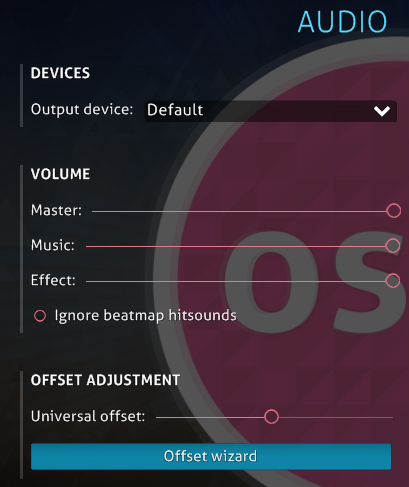 AUDIO
DEVICES
Output device: Default
VOLUME
Master:
Music:
Effect:
Ignore beatmap hitsounds
OFFSET ADJUSTMENT
Universal offset:
Offset wizard
os